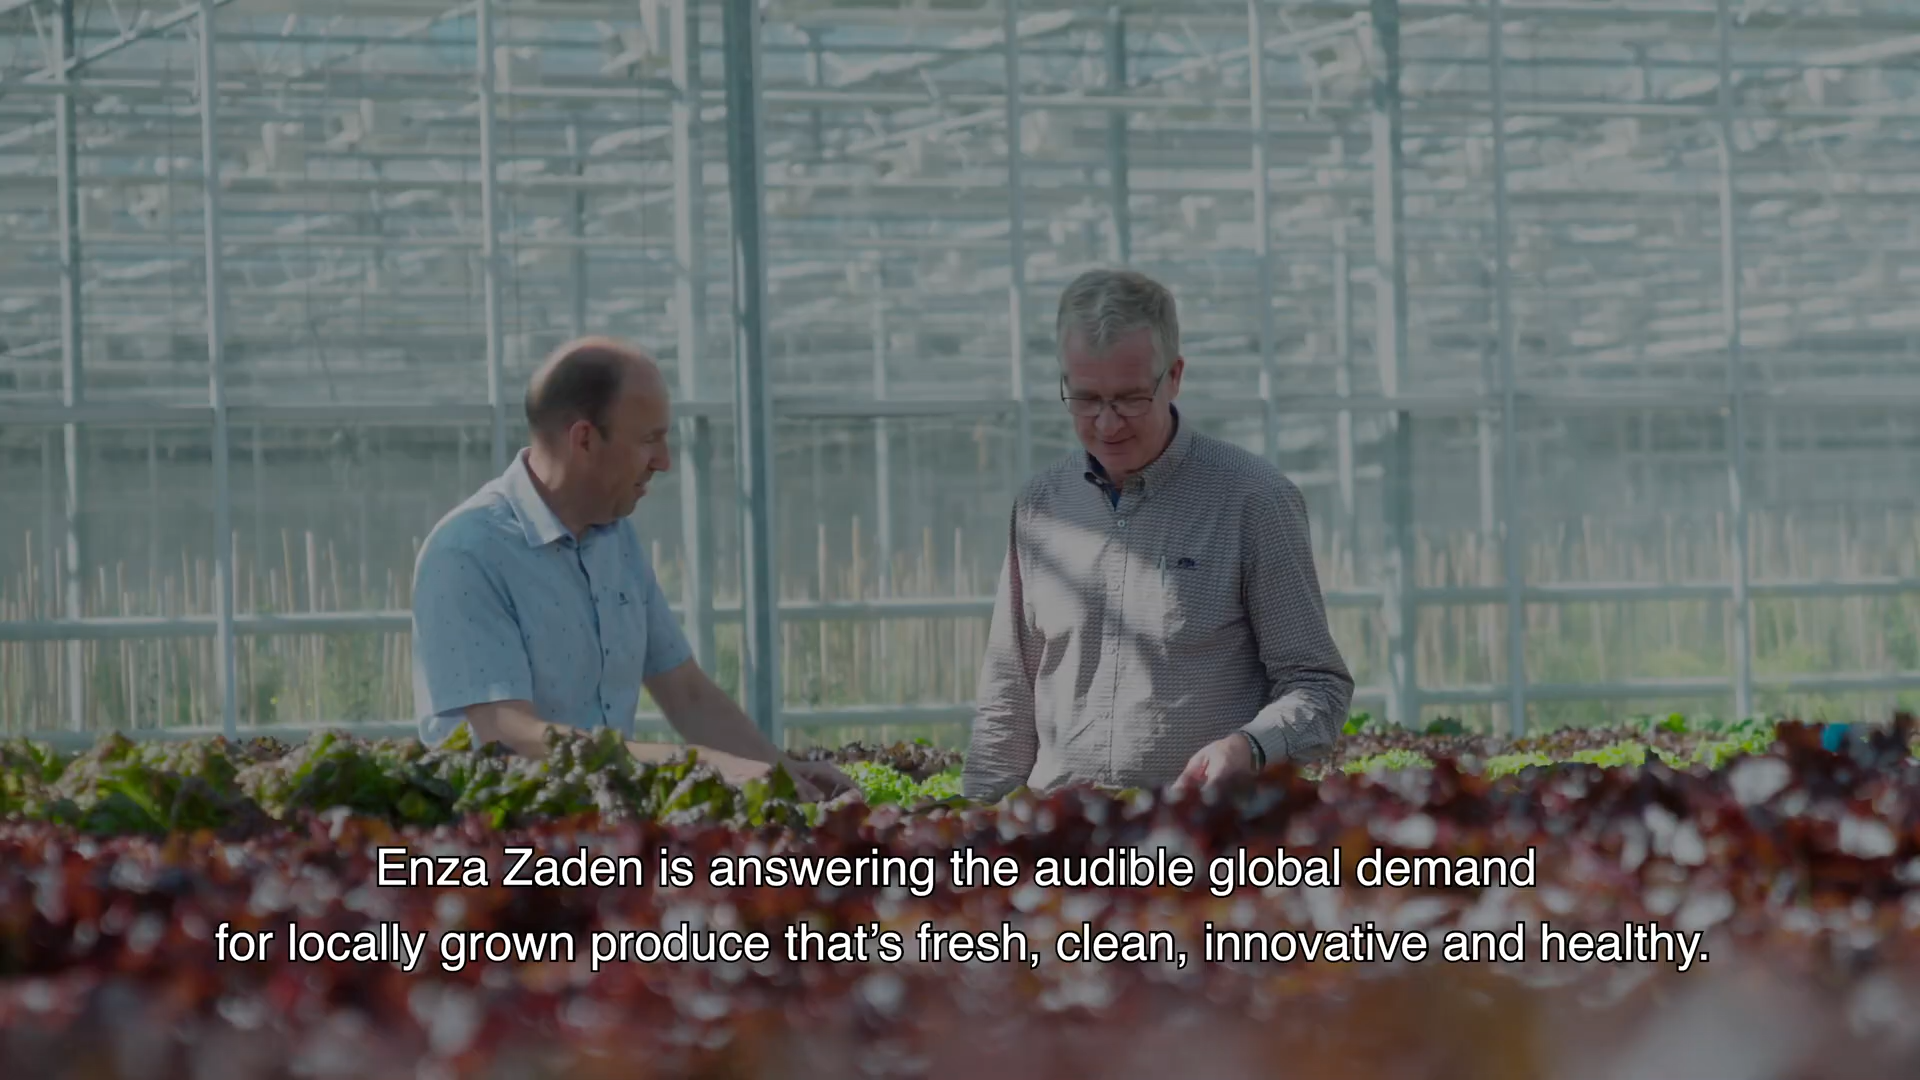 Enza Zaden is answering the audible global demand
for locally grown produce that’s fresh, clean, innovative and healthy.